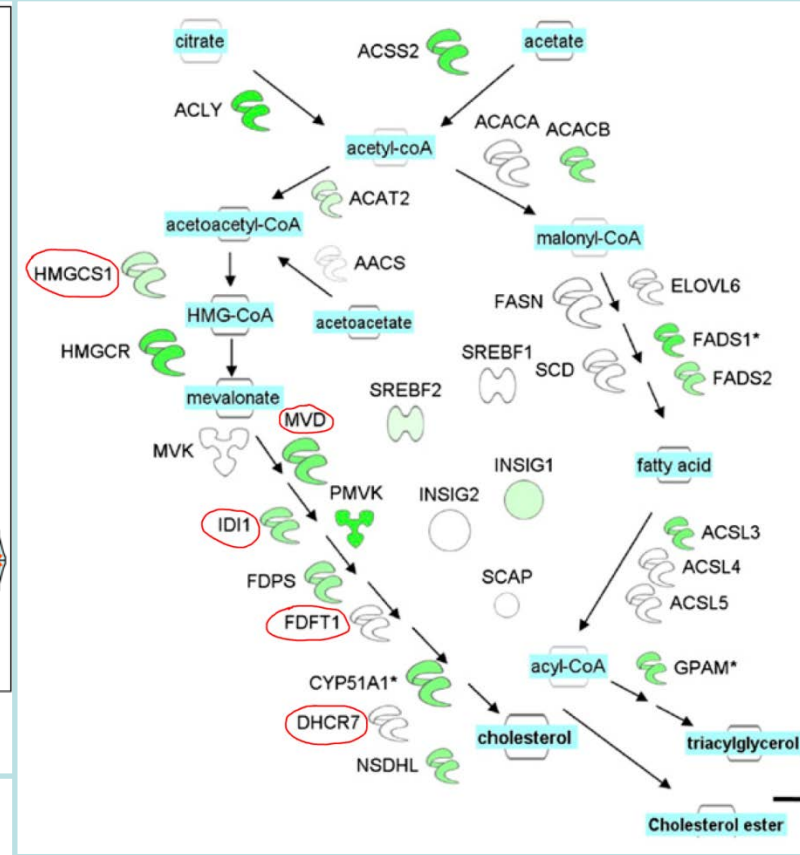 citrate
ACSS2
acetate
ACLY
ACACA
ACACB
acetyl-coA
ACAT2
acetoacetyl-CoA
malonyl-CoA
HMGCS1
AACS
ELOVL6
FASN
HMG-CoA
acetoacetate
FADS1*
HMGCR
SREBF1
SCD
FADS2
SREBF2
mevalonate
MVD
MVK
INSIG1
fatty acid
PMVK
INSIG2
IDI1
ACSL3
ACSL4
FDPS
SCAP
ACSL5
FDFT1
acyl-CoA
GPAM*
CYP51A1*
DHCR7
cholesterol
triacylglycerol
NSDHL
Cholesterol ester